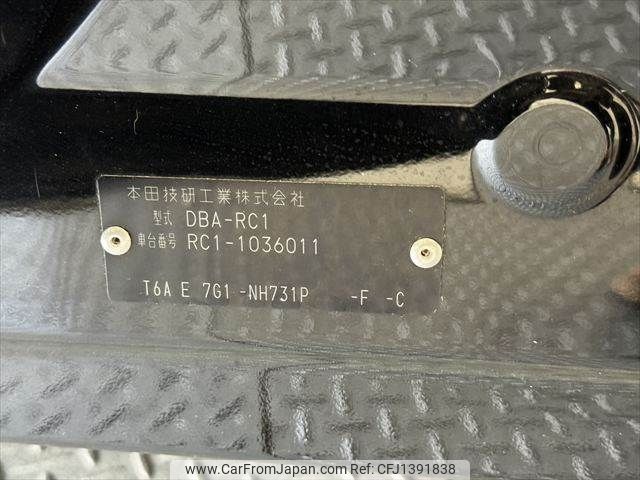 本田技研工業株式会社
型式 DBA-RC1
車台番号 RC1-1036011
T6A E 7G1 -NH731P -F -C
www.CarFromJapan.com CFJ1391838